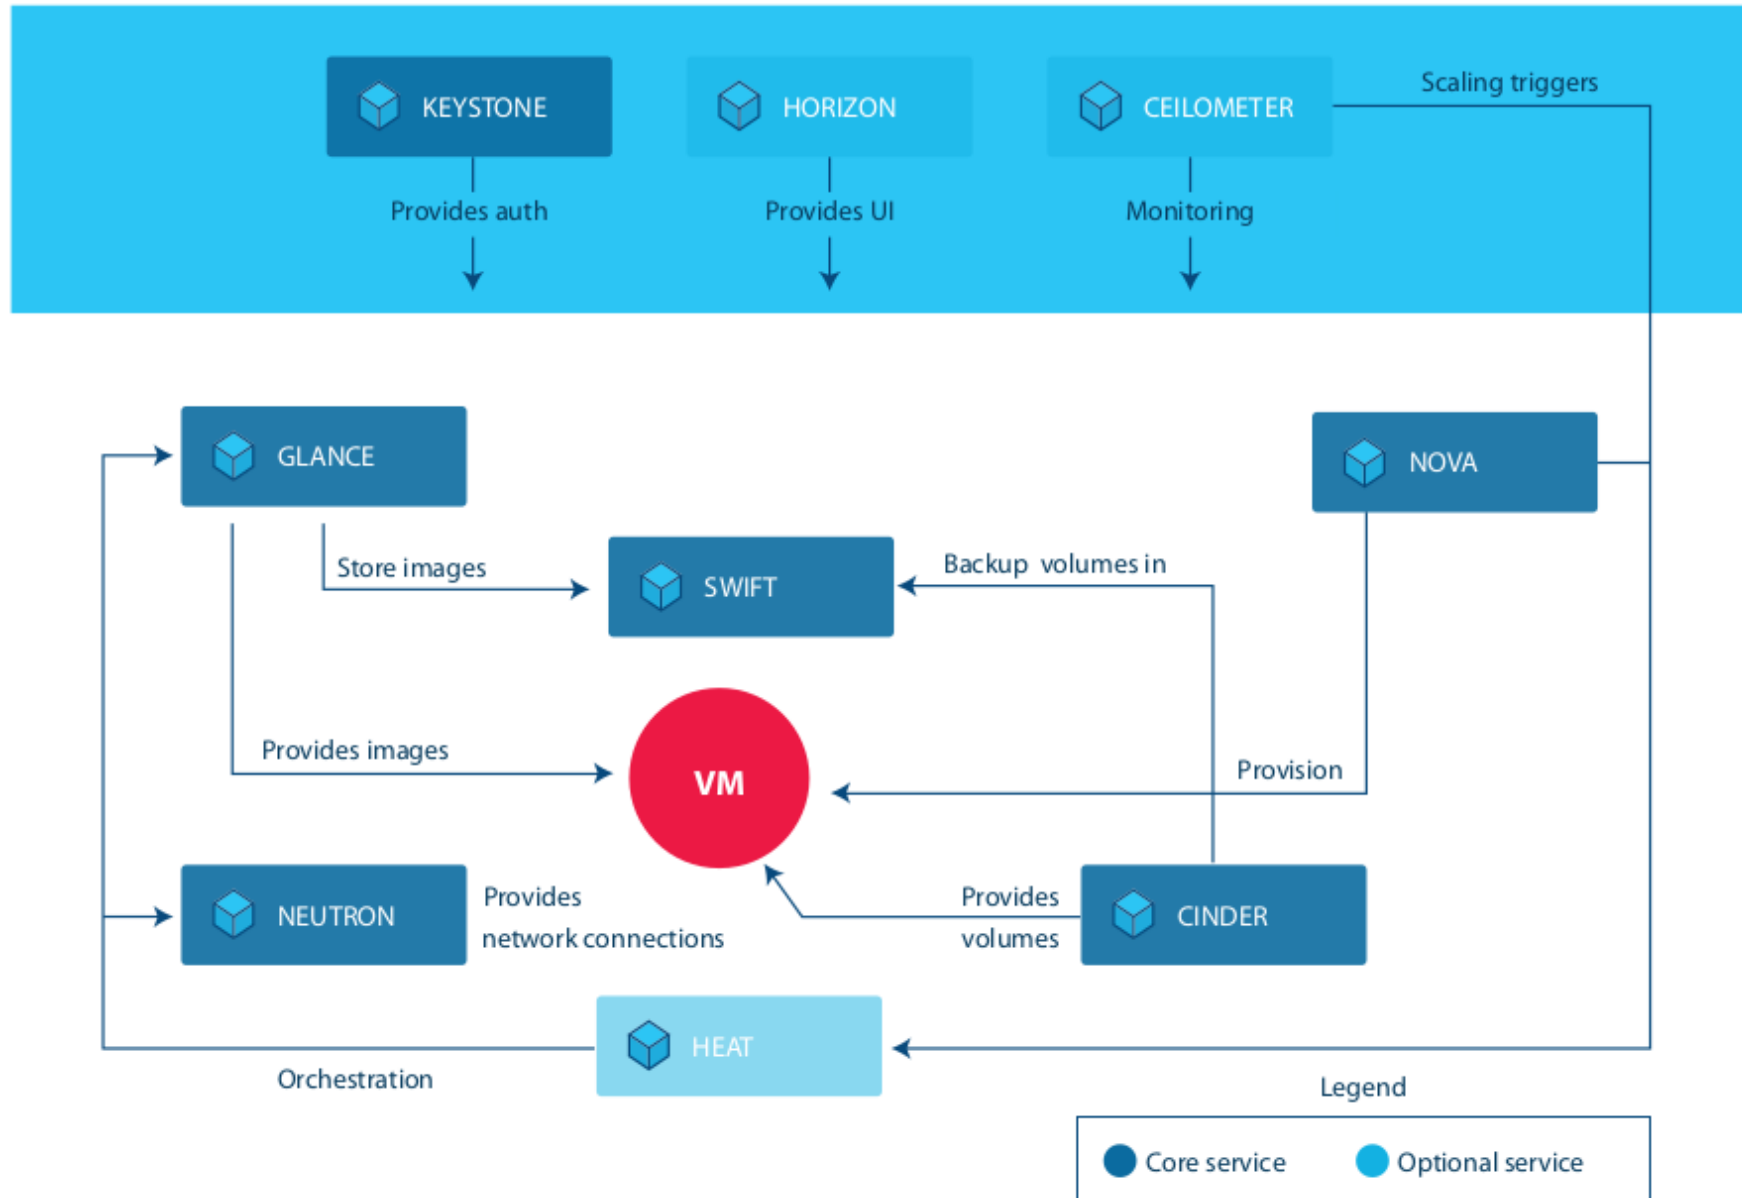 KEYSTONE
HORIZON
CEILOMETER
Scaling triggers
Provides auth
Provides UI
Monitoring
GLANCE
NOVA
Store images
SWIFT
Backup volumes in
Provides images
VM
Provision
NEUTRON
Provides
network connections
Provides
volumes
CINDER
HEAT
Orchestration
Legend
Core service
Optional service